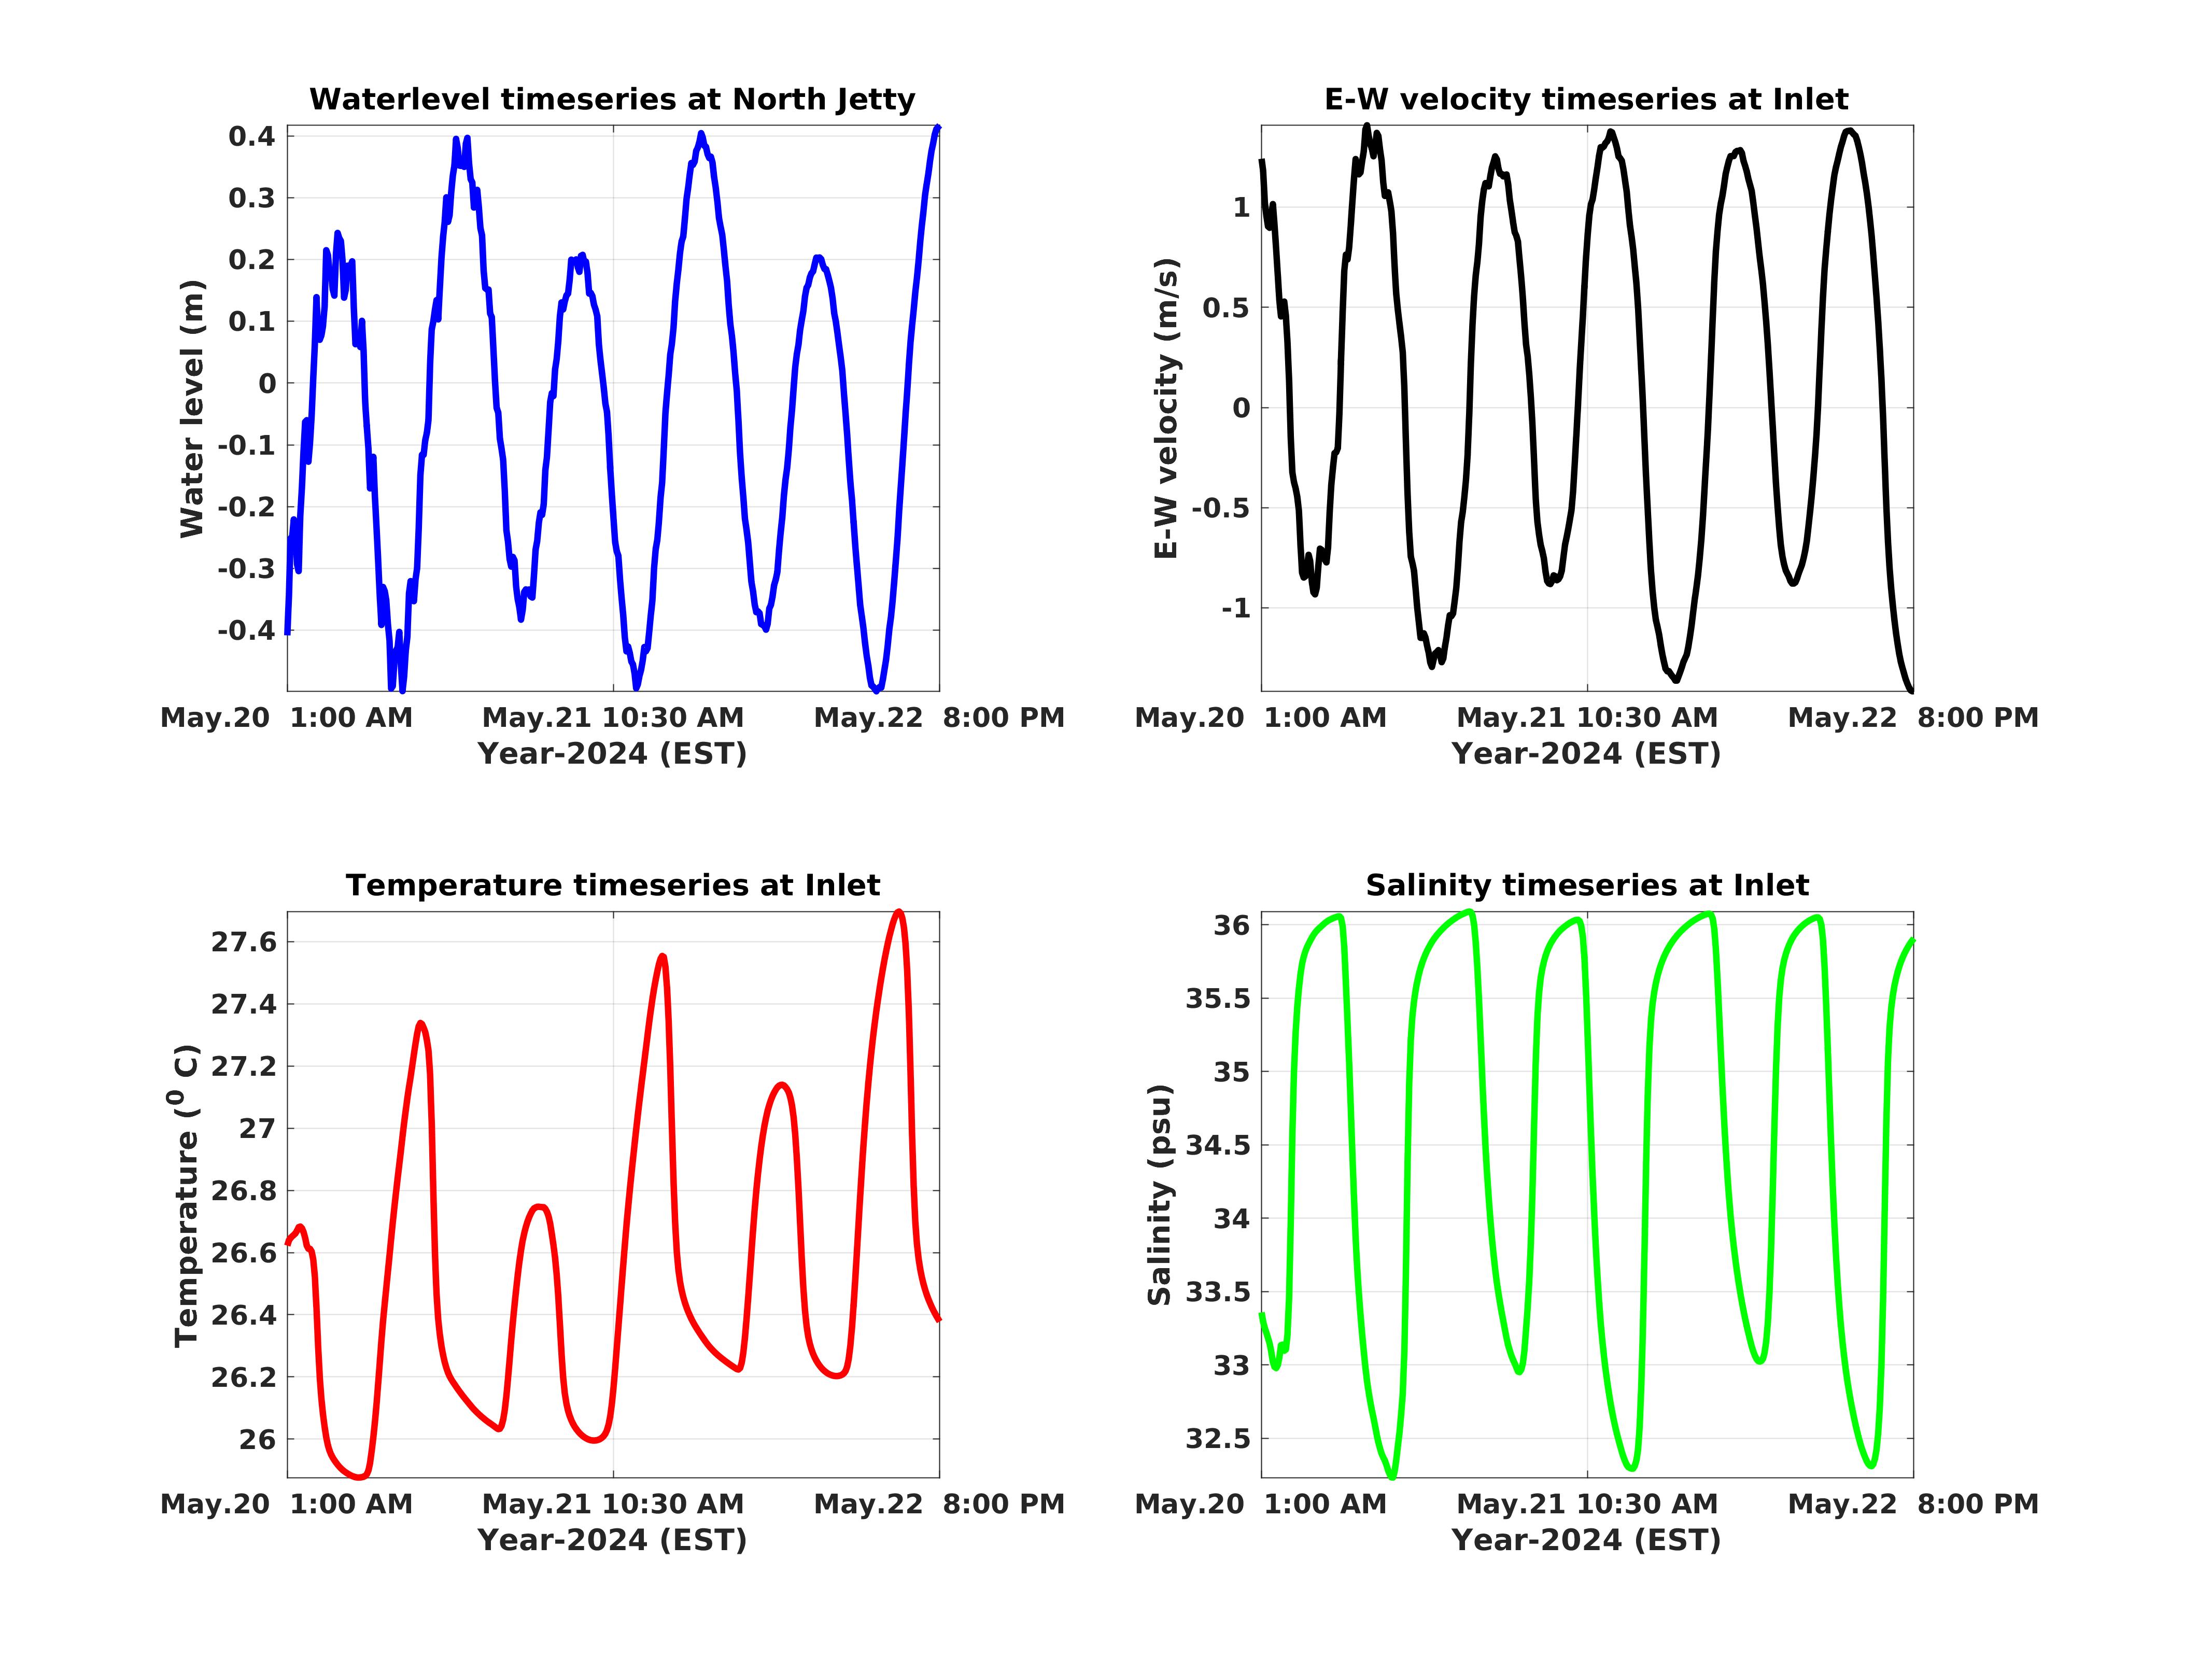 Waterlevel timeseries at North Jetty
0.4
0.3
0.2
0.1
0
-0.1
-0.2
-0.3
-0.4
Water level (m)
May.20 1:00 AM May.21 10:30 AM May.22 8:00 PM
Year-2024 (EST)
E-W velocity timeseries at Inlet
1
0.5
0
-0.5
-1
E-W velocity (m/s)
May.20 1:00 AM May.21 10:30 AM May.22 8:00 PM
Year-2024 (EST)
Temperature timeseries at Inlet
27.6
27.4
27.2
27
26.8
26.6
26.4
26.2
26
Temperature (⁰ C)
May.20 1:00 AM May.21 10:30 AM May.22 8:00 PM
Year-2024 (EST)
Salinity timeseries at Inlet
36
35.5
35
34.5
34
33.5
33
32.5
Salinity (psu)
May.20 1:00 AM May.21 10:30 AM May.22 8:00 PM
Year-2024 (EST)